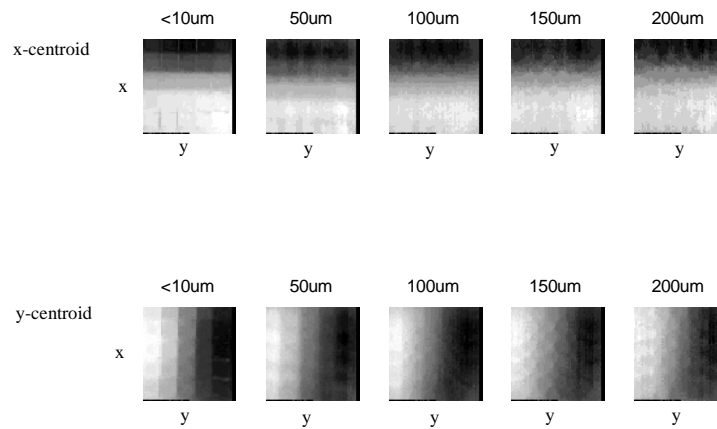 <10um 50um 100um 150um 200um
x-centroid
x
y y y y y
<10um 50um 100um 150um 200um
y-centroid
x
y y y y y